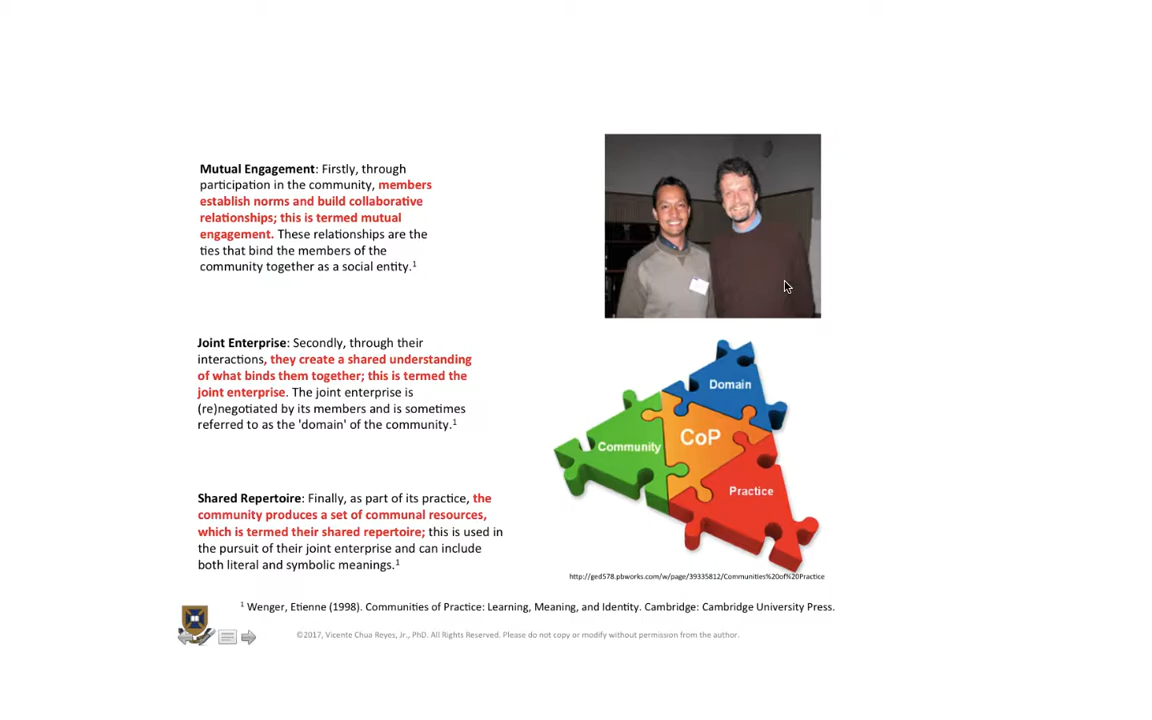 Mutual Engagement: Firstly, through
participation in the community, members
establish norms and build collaborative
relationships; this is termed mutual
engagement. These relationships are the
ties that bind the members of the
community together as a social entity.1
Joint Enterprise: Secondly, through their
interactions, they create a shared understanding
of what binds them together; this is termed the
joint enterprise. The joint enterprise is
(re)negotiated by its members and is sometimes
referred to as the 'domain' of the community.1
Shared Repertoire: Finally, as part of its practice, the
community produces a set of communal resources,
which is termed their shared repertoire; this is used in
the pursuit of their joint enterprise and can include
both literal and symbolic meanings.1
Domain
CoP
Community
Practice
http://ged578.pbworks.com/w/page/39335812/Communities%20of%20Practice
1 Wenger, Etienne (1998). Communities of Practice: Learning, Meaning, and Identity. Cambridge: Cambridge University Press.
©2017, Vicente Chua Reyes, Jr., PhD. All Rights Reserved. Please do not copy or modify without permission from the author.